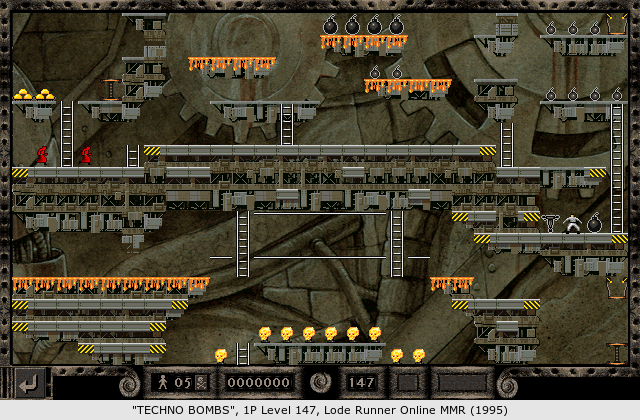 05 0000000 147
"TECHNO BOMBS", 1P Level 147, Lode Runner Online MMR (1995)